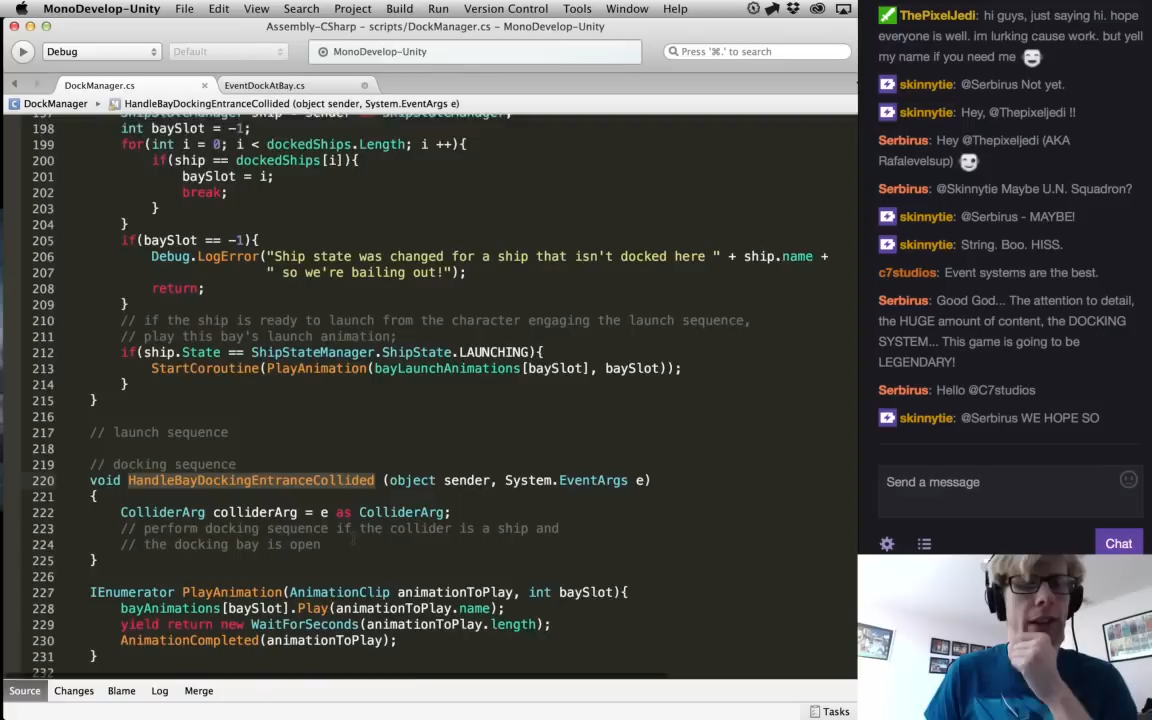 MonoDevelop-Unity File Edit View Search Project Build Run Version Control Tools Window Help
Assembly-CSharp - scripts/DockManager.cs - MonoDevelop-Unity
Debug Default MonoDevelop-Unity Press '⌘.' to search
DockManager.cs EventDockAtBay.cs
DockManager HandleBayDockingEntranceCollided (object sender, System.EventArgs e)
198 int baySlot = -1;
199 for(int i = 0; i < dockedShips.Length; i ++){
200 if(ship == dockedShips[i]){
201 baySlot = i;
202 break;
203 }
204 }
205 if(baySlot == -1){
206 Debug.LogError("Ship state was changed for a ship that isn't docked here " + ship.name +
207 " so we're bailing out!");
208 return;
209 }
210 // if the ship is ready to launch from the character engaging the launch sequence,
211 // play this bay's launch animation;
212 if(ship.State == ShipStateManager.ShipState.LAUNCHING){
213 StartCoroutine(PlayAnimation(bayLaunchAnimations[baySlot], baySlot));
214 }
215 }
216
217 // launch sequence
218
219 // docking sequence
220 void HandleBayDockingEntranceCollided (object sender, System.EventArgs e)
221 {
222 ColliderArg colliderArg = e as ColliderArg;
223 // perform docking sequence if the collider is a ship and
224 // the docking bay is open
225 }
226
227 IEnumerator PlayAnimation(AnimationClip animationToPlay, int baySlot){
228 bayAnimations[baySlot].Play(animationToPlay.name);
229 yield return new WaitForSeconds(animationToPlay.length);
230 AnimationCompleted(animationToPlay);
231 }
232
Source Changes Blame Log Merge
Tasks
ThePixelJedi: hi guys, just saying hi. hope
everyone is well. im lurking cause work. but yell
my name if you need me
skinnytie: @Serbirus Not yet.
skinnytie: Hey, @Thepixeljedi !!
Serbirus: Hey @Thepixeljedi (AKA
Rafalevelsup)
Serbirus: @Skinnytie Maybe U.N. Squadron?
skinnytie: @Serbirus - MAYBE!
skinnytie: String. Boo. HISS.
c7studios: Event systems are the best.
Serbirus: Good God... The attention to detail,
the HUGE amount of content, the DOCKING
SYSTEM... This game is going to be
LEGENDARY!
Serbirus: Hello @C7studios
skinnytie: @Serbirus WE HOPE SO
Send a message
Chat